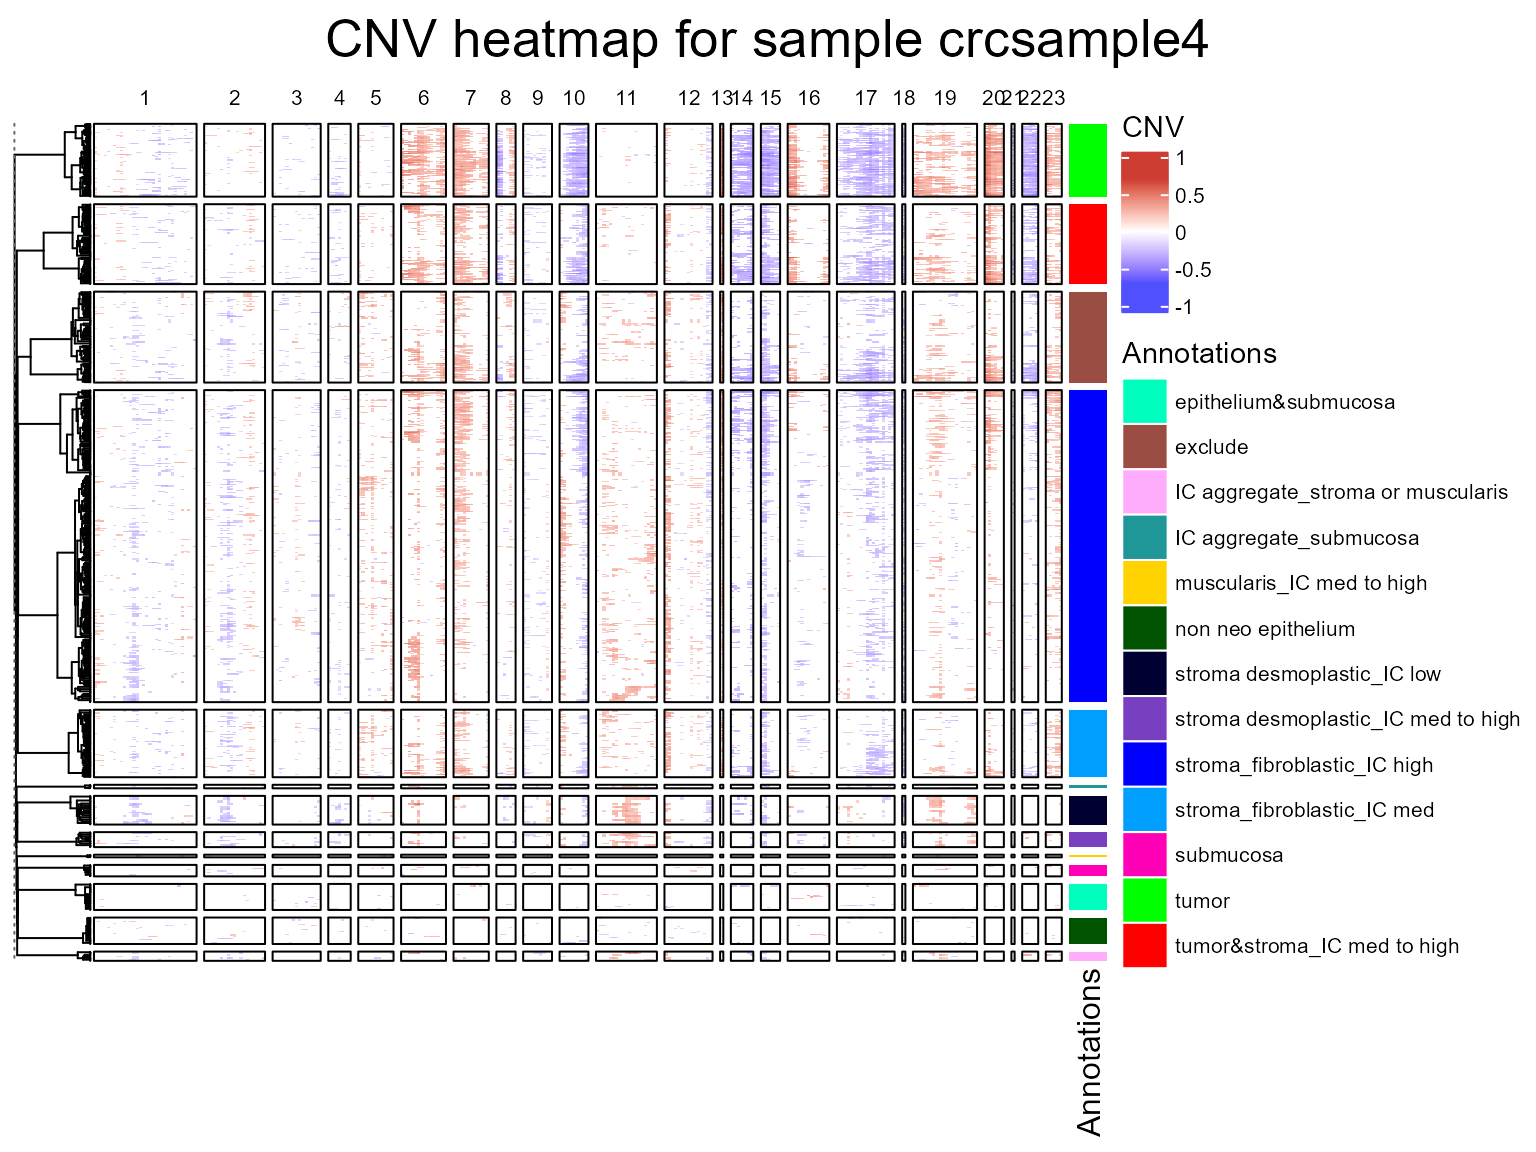 CNV heatmap for sample crcsample4
1 2 3 4 5 6 7 8 9 10 11 12 13 14 15 16 17 18 19 20 21 22 23
CNV
1
0.5
0
-0.5
-1
Annotations
epithelium&submucosa
exclude
IC aggregate_stroma or muscularis
IC aggregate_submucosa
muscularis_IC med to high
non neo epithelium
stroma desmoplastic_IC low
stroma desmoplastic_IC med to high
stroma_fibroblastic_IC high
stroma_fibroblastic_IC med
submucosa
tumor
tumor&stroma_IC med to high
Annotations